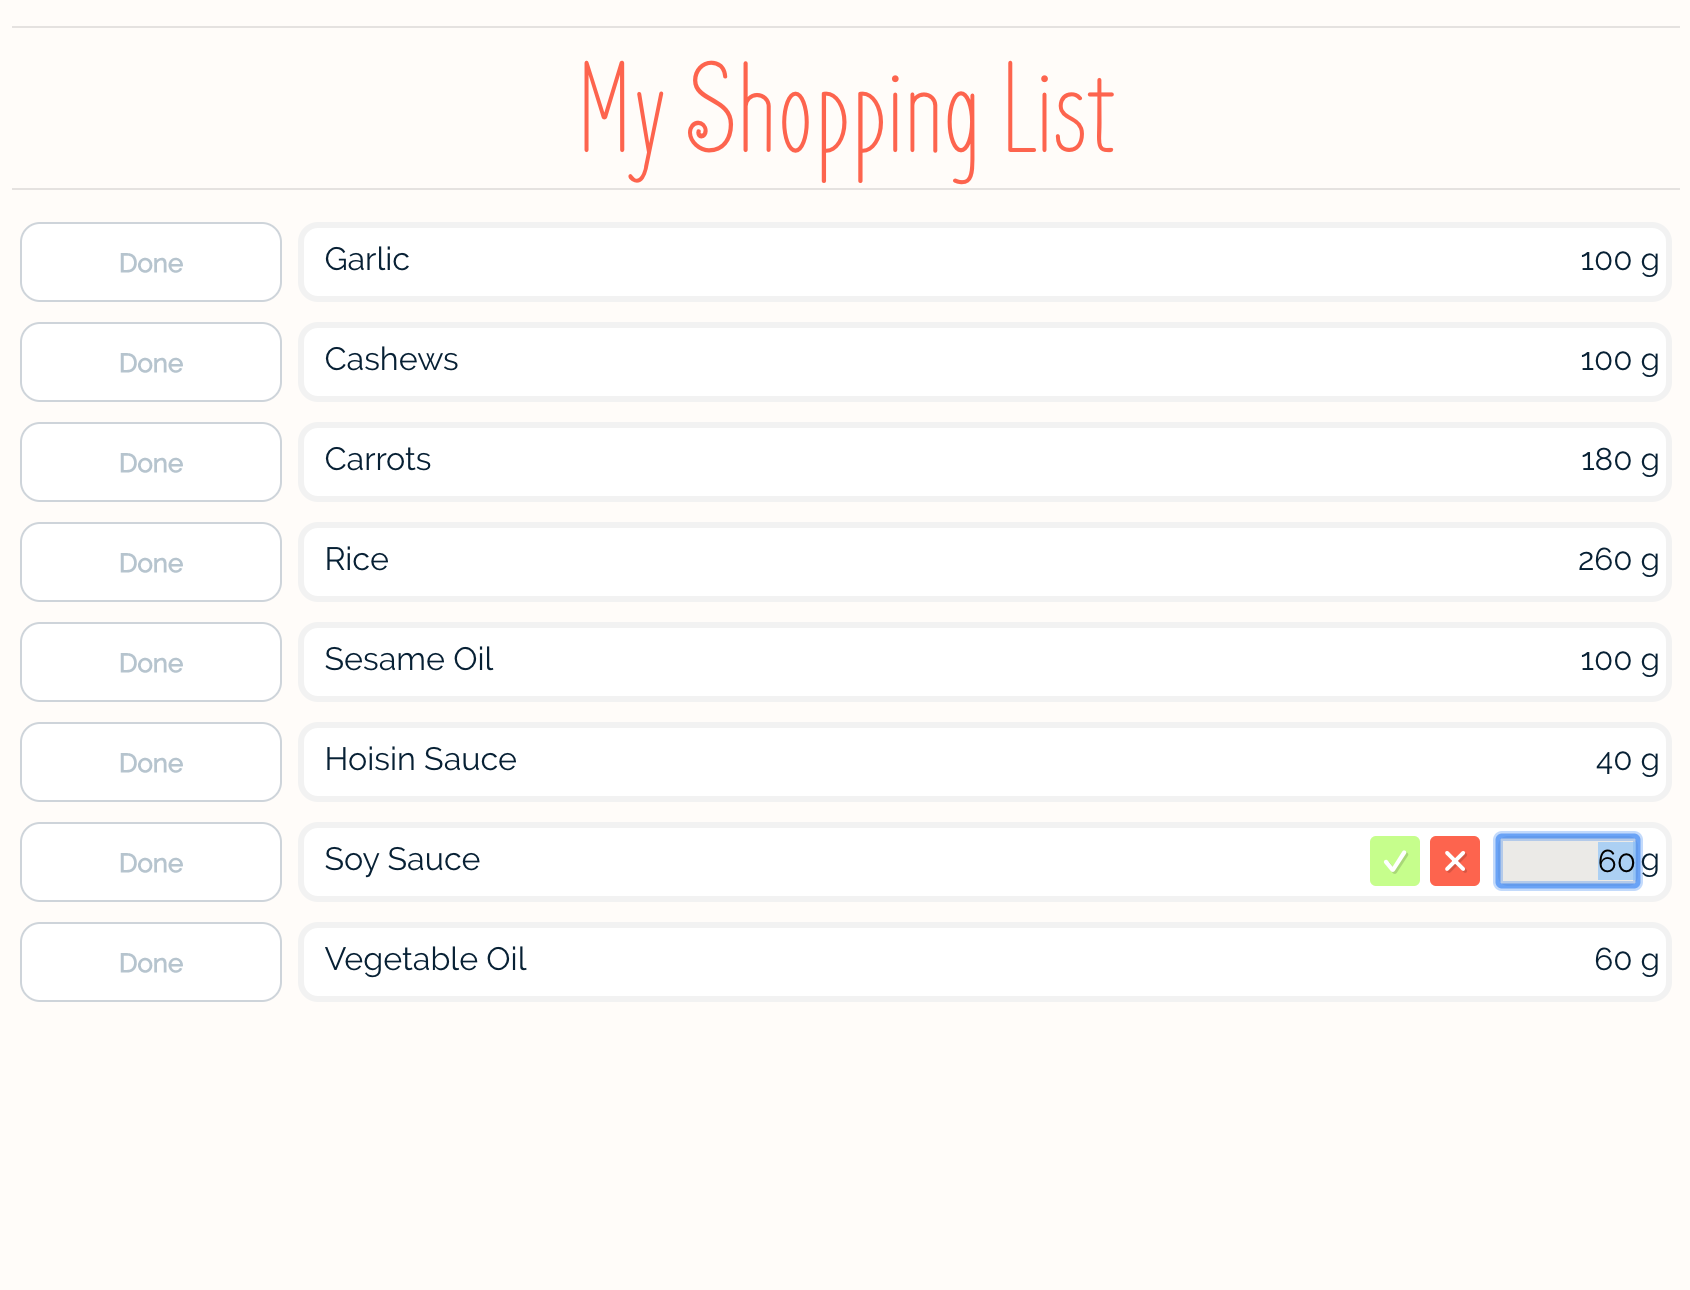 My Shopping List
Done Garlic 100 g
Done Cashews 100 g
Done Carrots 180 g
Done Rice 260 g
Done Sesame Oil 100 g
Done Hoisin Sauce 40 g
Done Soy Sauce 60 g
Done Vegetable Oil 60 g